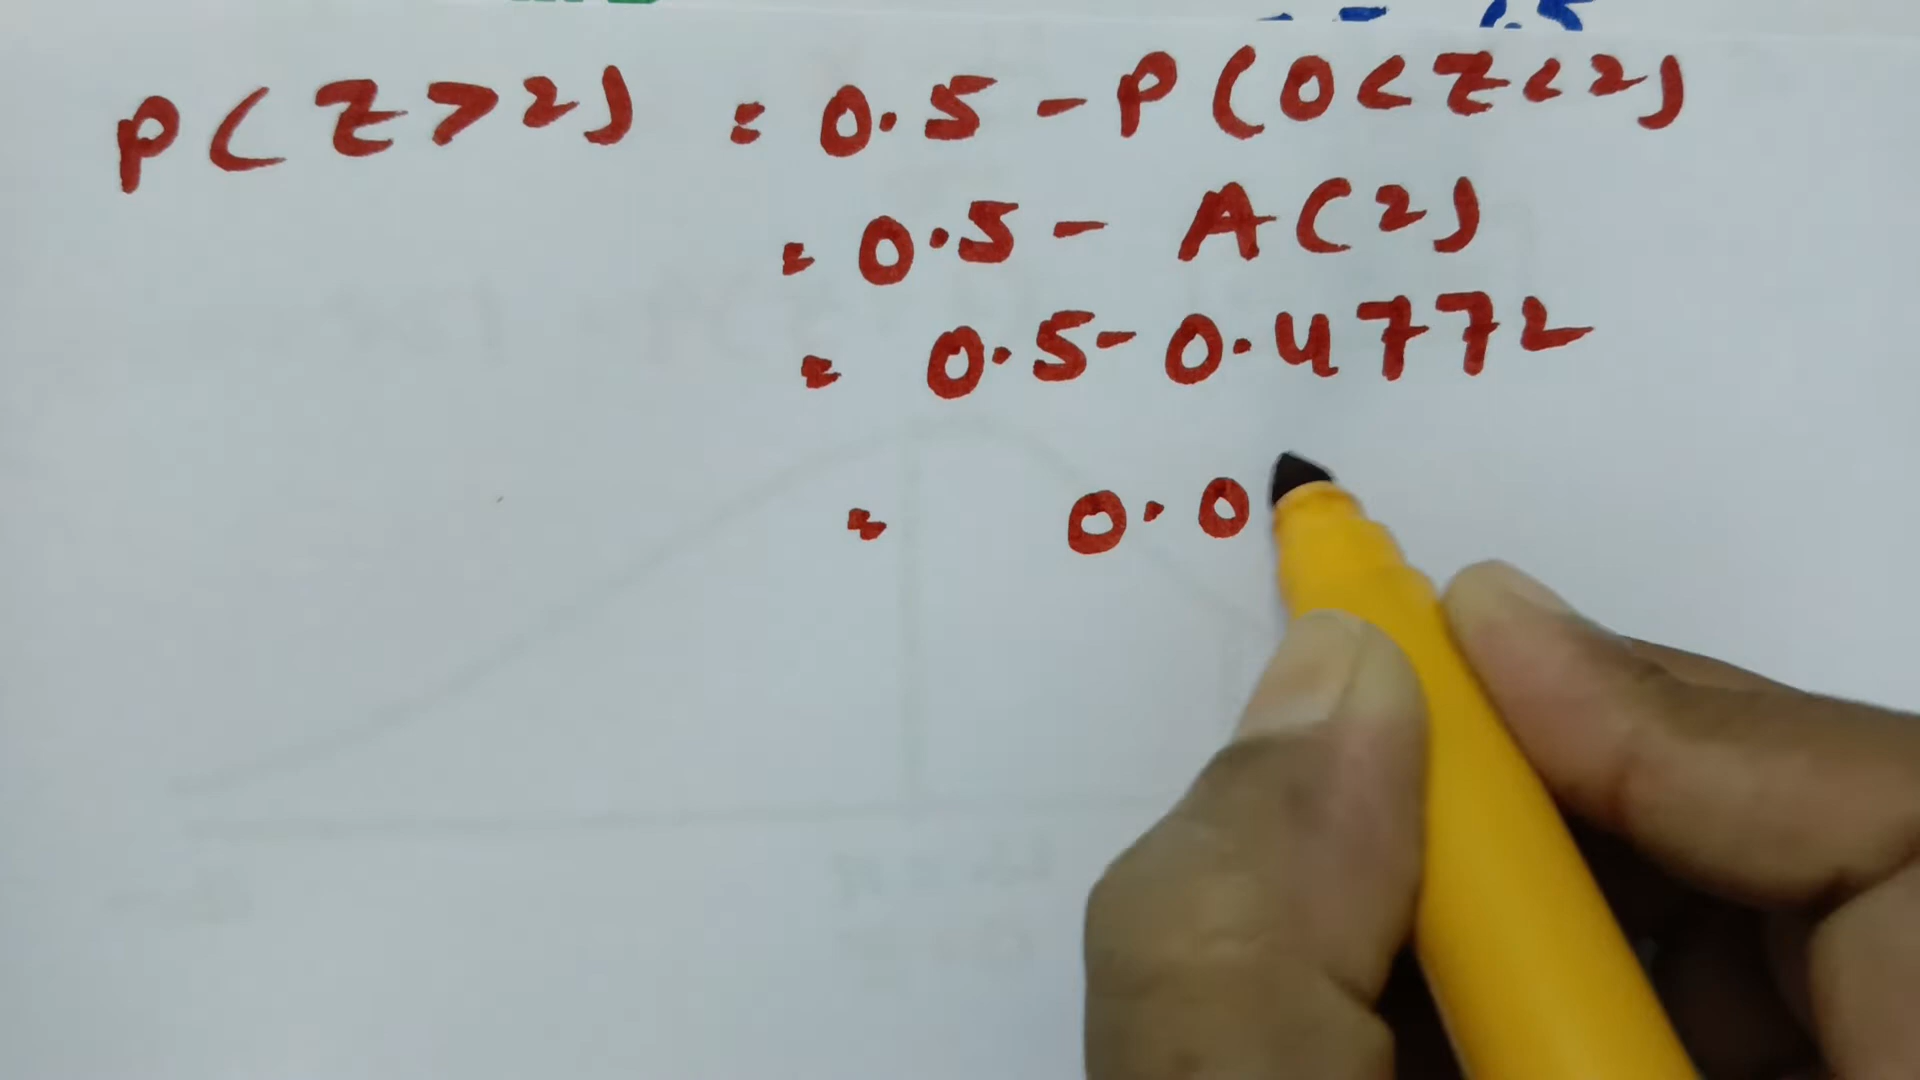 P(Z>2) = 0.5 - P(0<Z<2)
= 0.5 - A(2)
= 0.5 - 0.4772
= 0.0